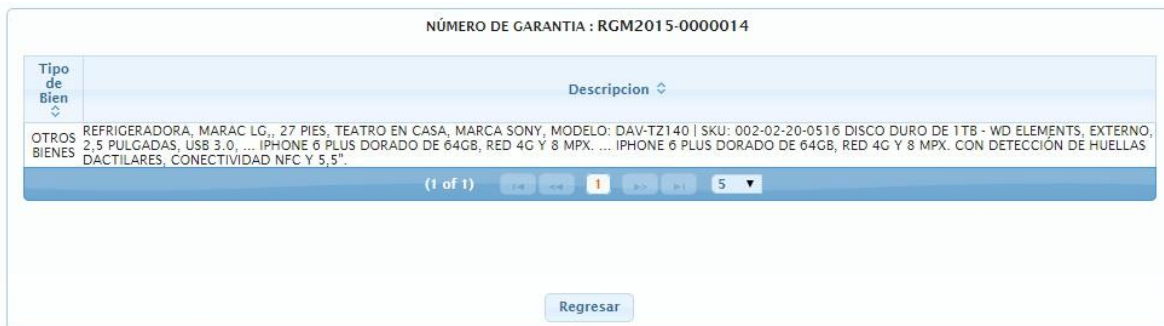 NÚMERO DE GARANTIA : RGM2015-0000014
Tipo
de
Bien
Descripcion
OTROS
BIENES
REFRIGERADORA, MARAC LG,, 27 PIES, TEATRO EN CASA, MARCA SONY, MODELO: DAV-TZ140 | SKU: 002-02-20-0516 DISCO DURO DE 1TB - WD ELEMENTS, EXTERNO,
2,5 PULGADAS, USB 3.0, ... IPHONE 6 PLUS DORADO DE 64GB, RED 4G Y 8 MPX. ... IPHONE 6 PLUS DORADO DE 64GB, RED 4G Y 8 MPX. CON DETECCIÓN DE HUELLAS
DACTILARES, CONECTIVIDAD NFC Y 5,5".
(1 of 1) 1 5
Regresar